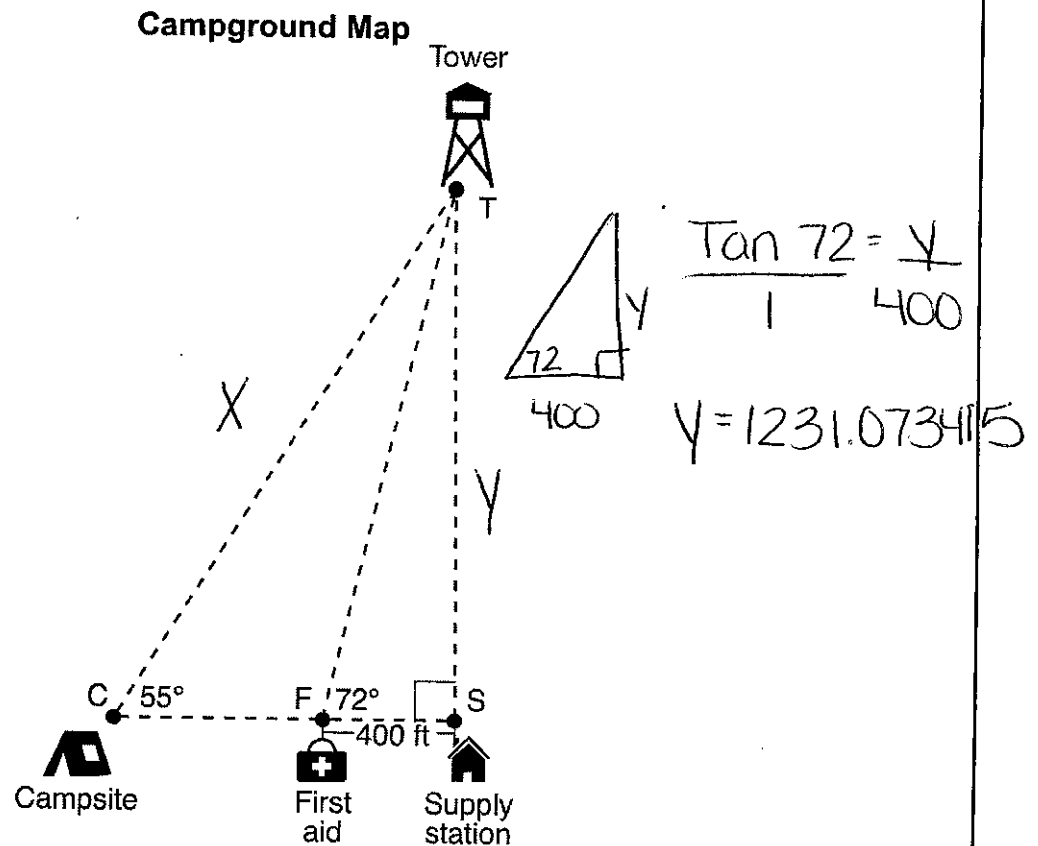 Campground Map
Tower
T
Tan 72 = y
1 400
72
y
400
y = 1231.073415
X
y
C 55° F 72° S
400 ft
Campsite
First aid
Supply station